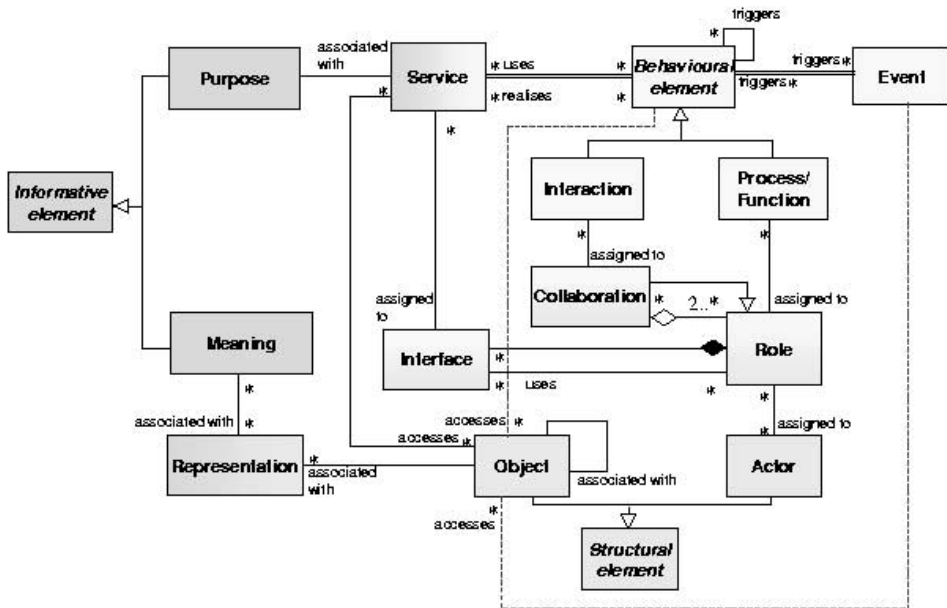 triggers
*
associated
with
Purpose
Service
* uses
*
Behavioural
element
triggers *
triggers *
Event
* realises
*
*
*
Informative
element
Interaction
Process/
Function
*
*
assigned to
Collaboration
*
2..*
assigned to
assigned
to
Meaning
Interface
*
Role
*
*
uses
*
*
associated with
*
accesses
*
accesses *
*
assigned to
Representation
*
associated
with
Object
associated with
Actor
*
accesses
Structural
element